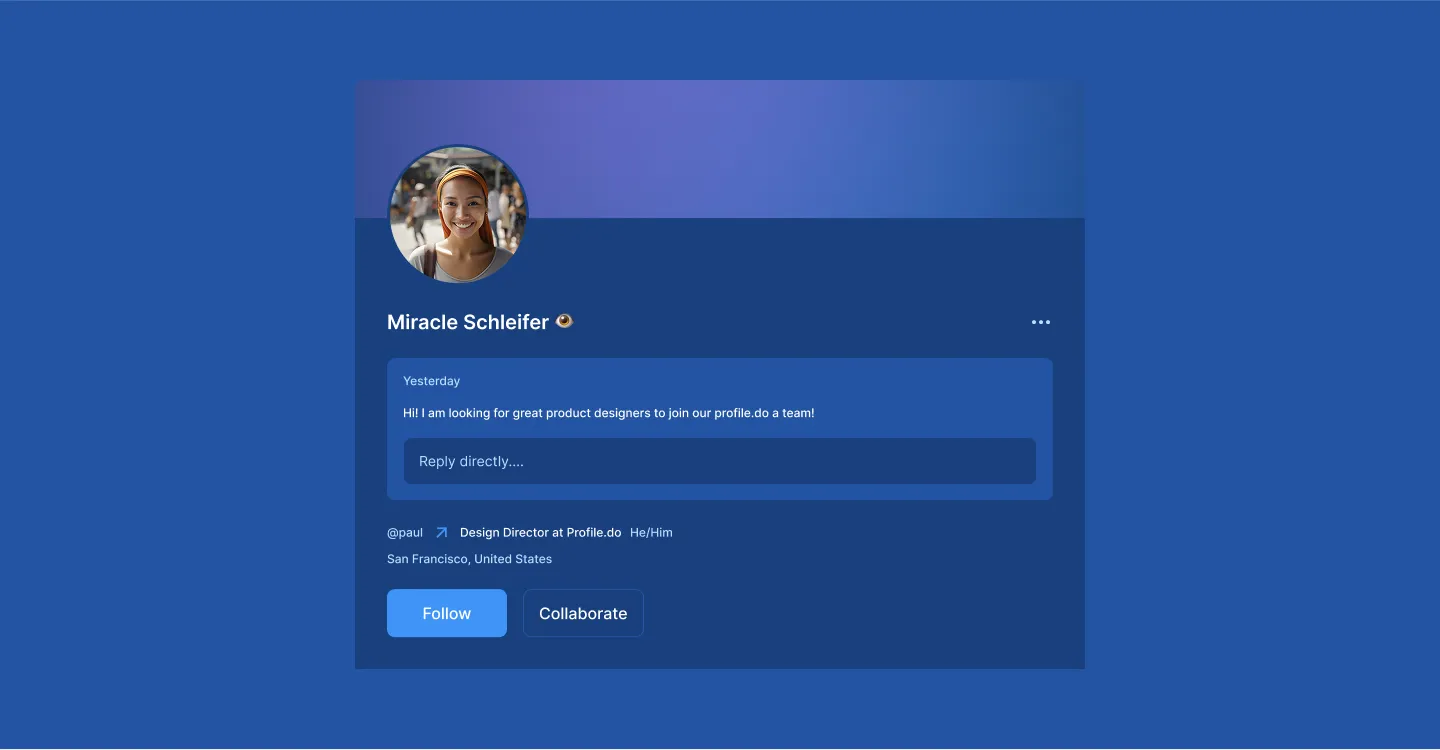 Miracle Schleifer 👁️
Yesterday
Hi! I am looking for great product designers to join our profile.do a team!
Reply directly....
@paul Design Director at Profile.do He/Him
San Francisco, United States
Follow Collaborate